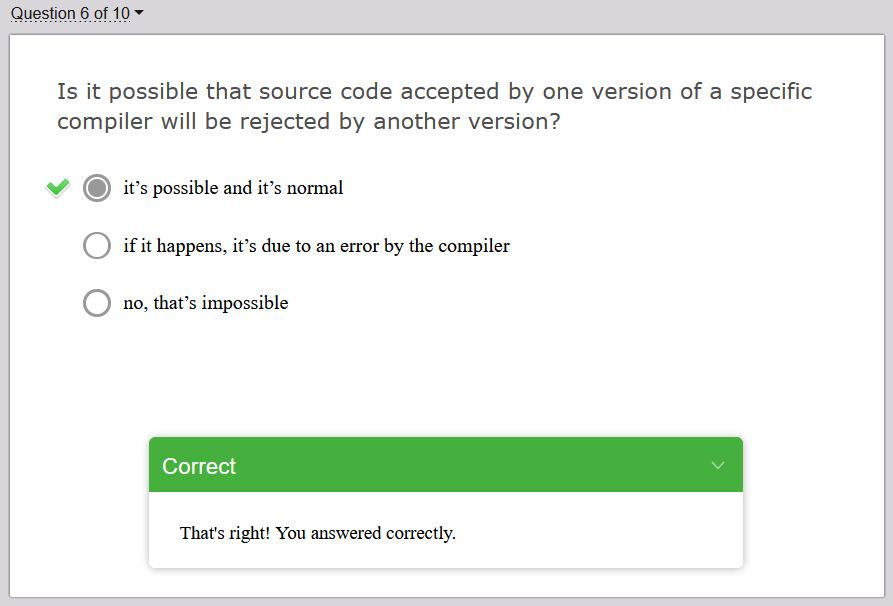 Question 6 of 10
Is it possible that source code accepted by one version of a specific
compiler will be rejected by another version?
it’s possible and it’s normal
if it happens, it’s due to an error by the compiler
no, that’s impossible
Correct
That's right! You answered correctly.